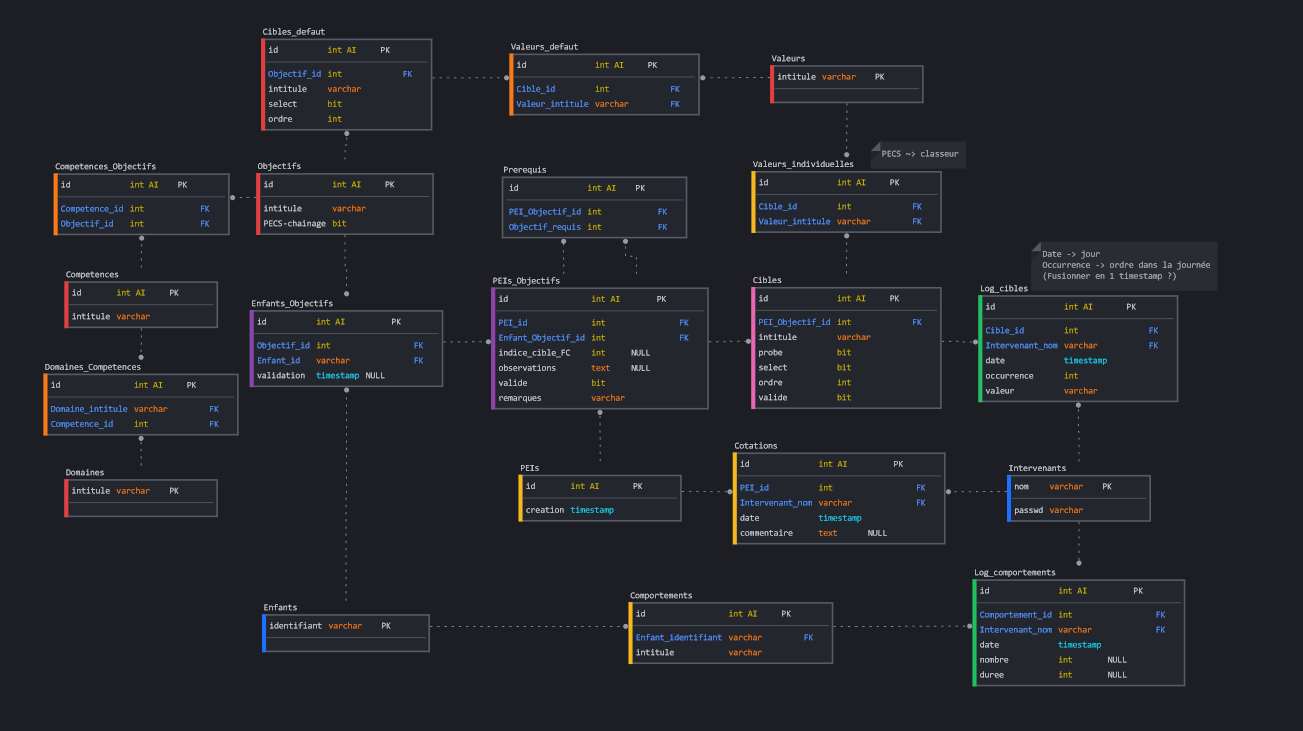 Cibles_defaut
id int AI PK
Objectif_id int FK
intitule varchar
select bit
ordre int
Valeurs_defaut
id int AI PK
Cible_id int FK
Valeur_intitule varchar FK
Valeurs
intitule varchar PK
Competences_Objectifs
id int AI PK
Competence_id int FK
Objectif_id int FK
Objectifs
id int AI PK
intitule varchar
PECS-chainage bit
Prerequis
id int AI PK
PEI_Objectif_id int FK
Objectif_requis int FK
Valeurs_individuelles
id int AI PK
Cible_id int FK
Valeur_intitule varchar FK
PECS ~> classeur
Competences
id int AI PK
intitule varchar
Enfants_Objectifs
id int AI PK
Objectif_id int FK
Enfant_id varchar FK
validation timestamp NULL
PEIs_Objectifs
id int AI PK
PEI_id int FK
Enfant_Objectif_id int FK
indice_cible_FC int NULL
observations text NULL
valide bit
remarques varchar
Cibles
id int AI PK
PEI_Objectif_id int FK
intitule varchar
probe bit
select bit
ordre int
valide bit
Date -> jour
Occurrence -> ordre dans la journée
(Fusionner en 1 timestamp ?)
Log_cibles
id int AI PK
Cible_id int FK
Intervenant_nom varchar FK
date timestamp
occurrence int
valeur varchar
Domaines_Competences
id int AI PK
Domaine_intitule varchar FK
Competence_id int FK
Domaines
intitule varchar PK
PEIs
id int AI PK
creation timestamp
Cotations
id int AI PK
PEI_id int FK
Intervenant_nom varchar FK
date timestamp
commentaire text NULL
Intervenants
nom varchar PK
passwd varchar
Enfants
identifiant varchar PK
Comportements
id int AI PK
Enfant_identifiant varchar FK
intitule varchar
Log_comportements
id int AI PK
Comportement_id int FK
Intervenant_nom varchar FK
date timestamp
nombre int NULL
duree int NULL